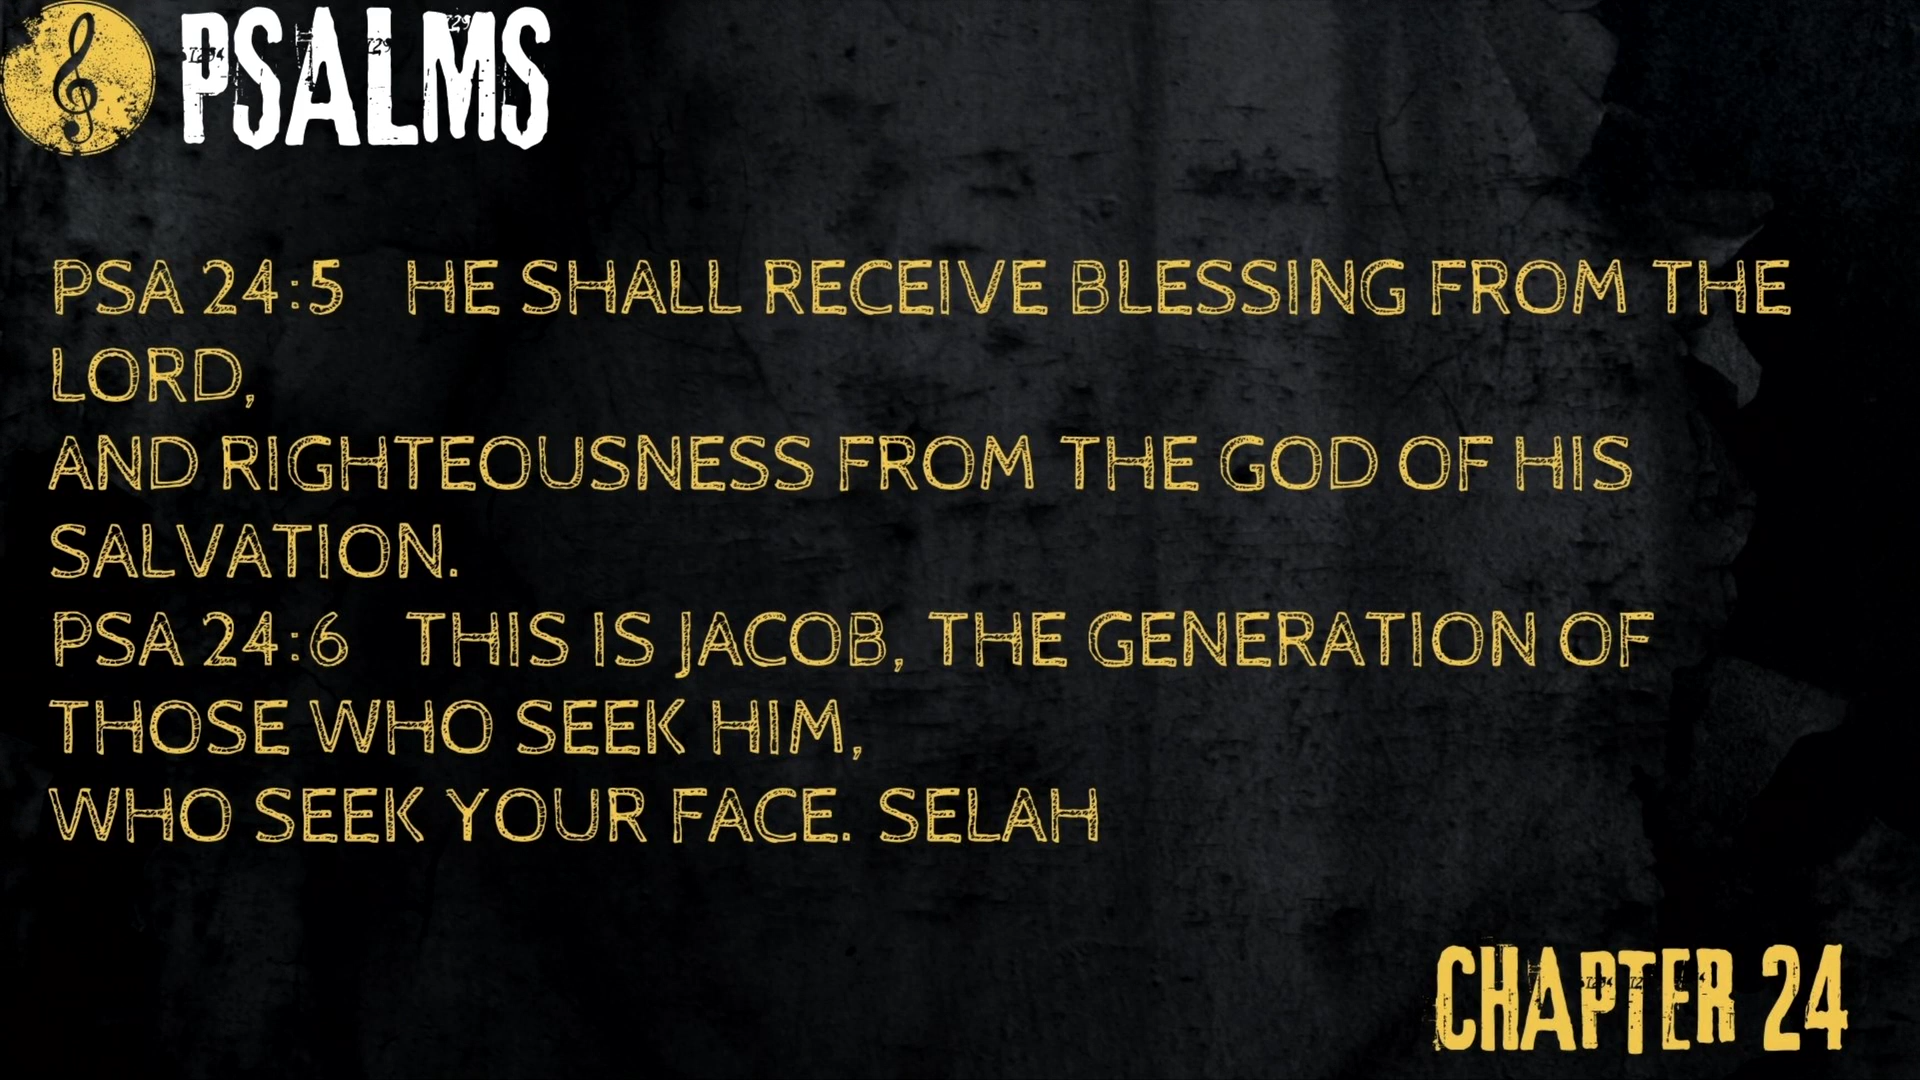 PSALMS
PSA 24:5 HE SHALL RECEIVE BLESSING FROM THE
LORD,
AND RIGHTEOUSNESS FROM THE GOD OF HIS
SALVATION.
PSA 24:6 THIS IS JACOB, THE GENERATION OF
THOSE WHO SEEK HIM,
WHO SEEK YOUR FACE. SELAH
CHAPTER 24